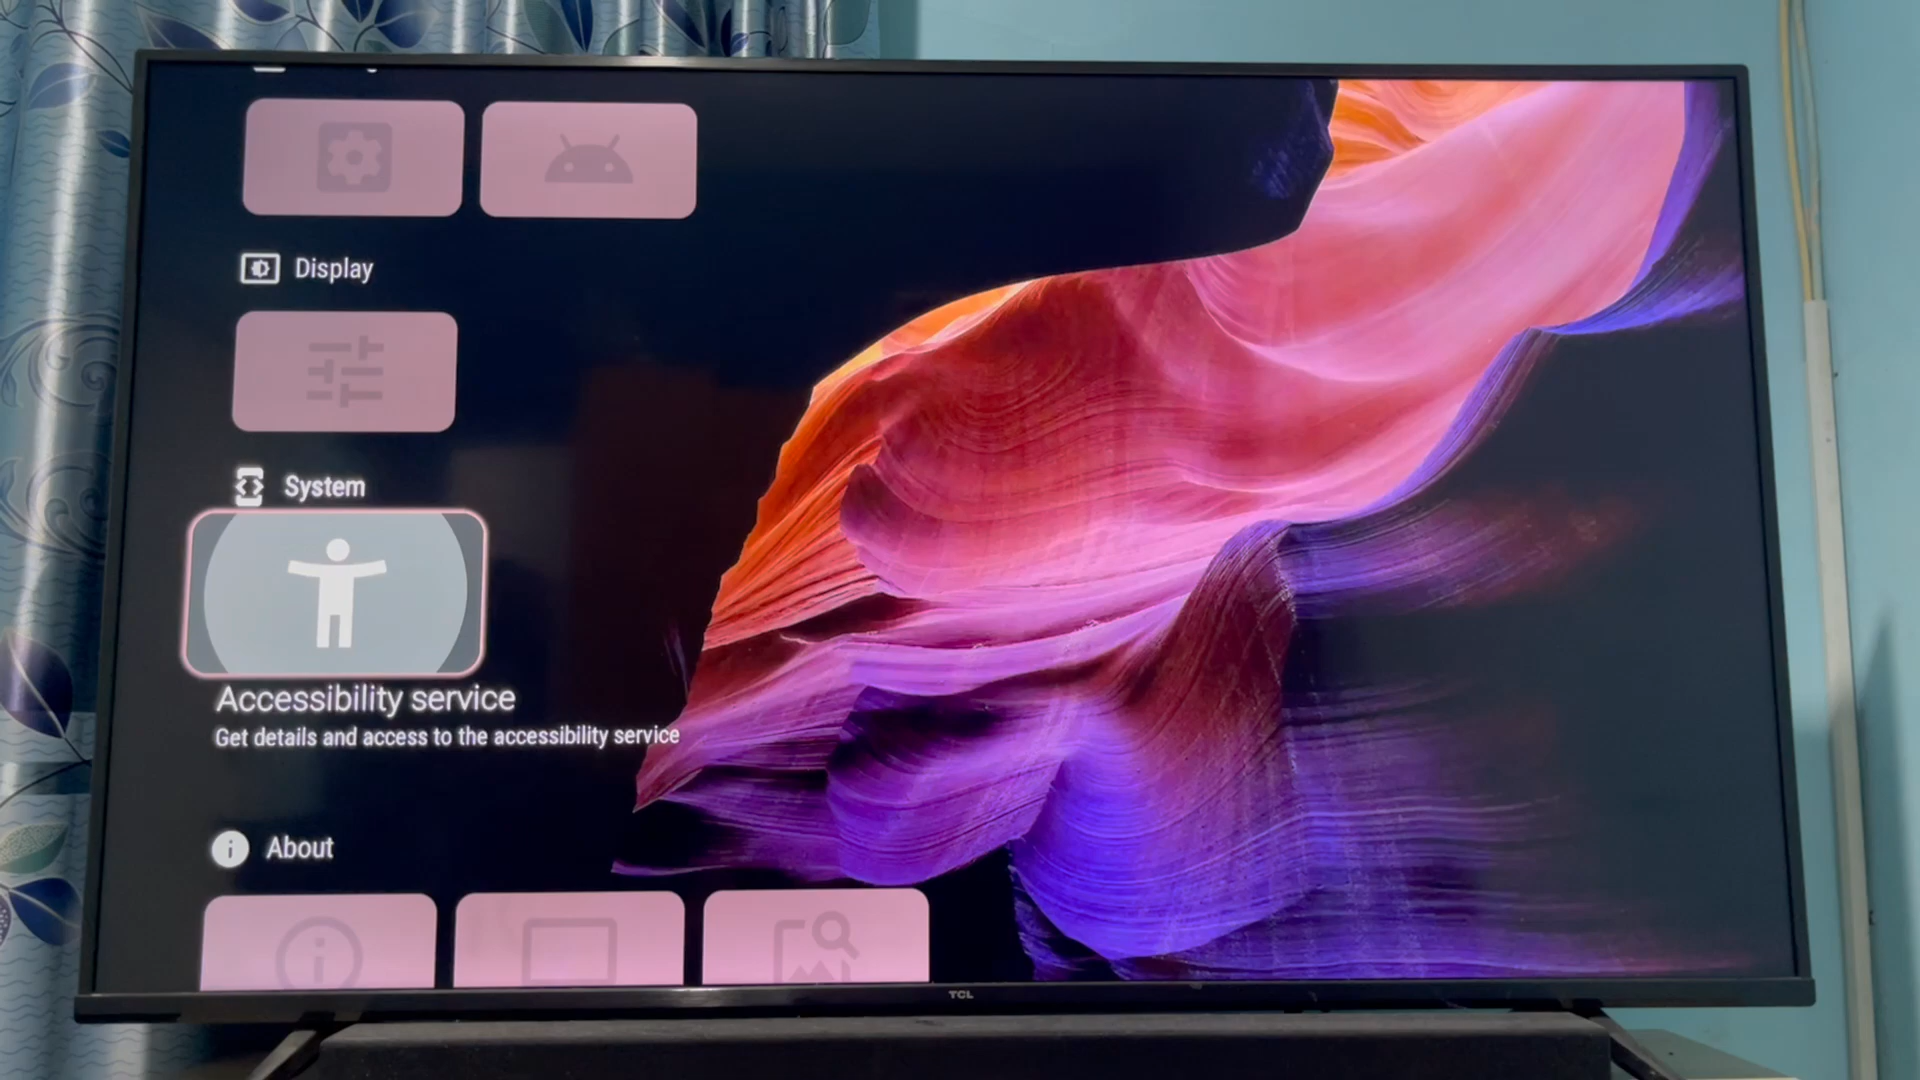 Display
System
Accessibility service
Get details and access to the accessibility service
About
TCL